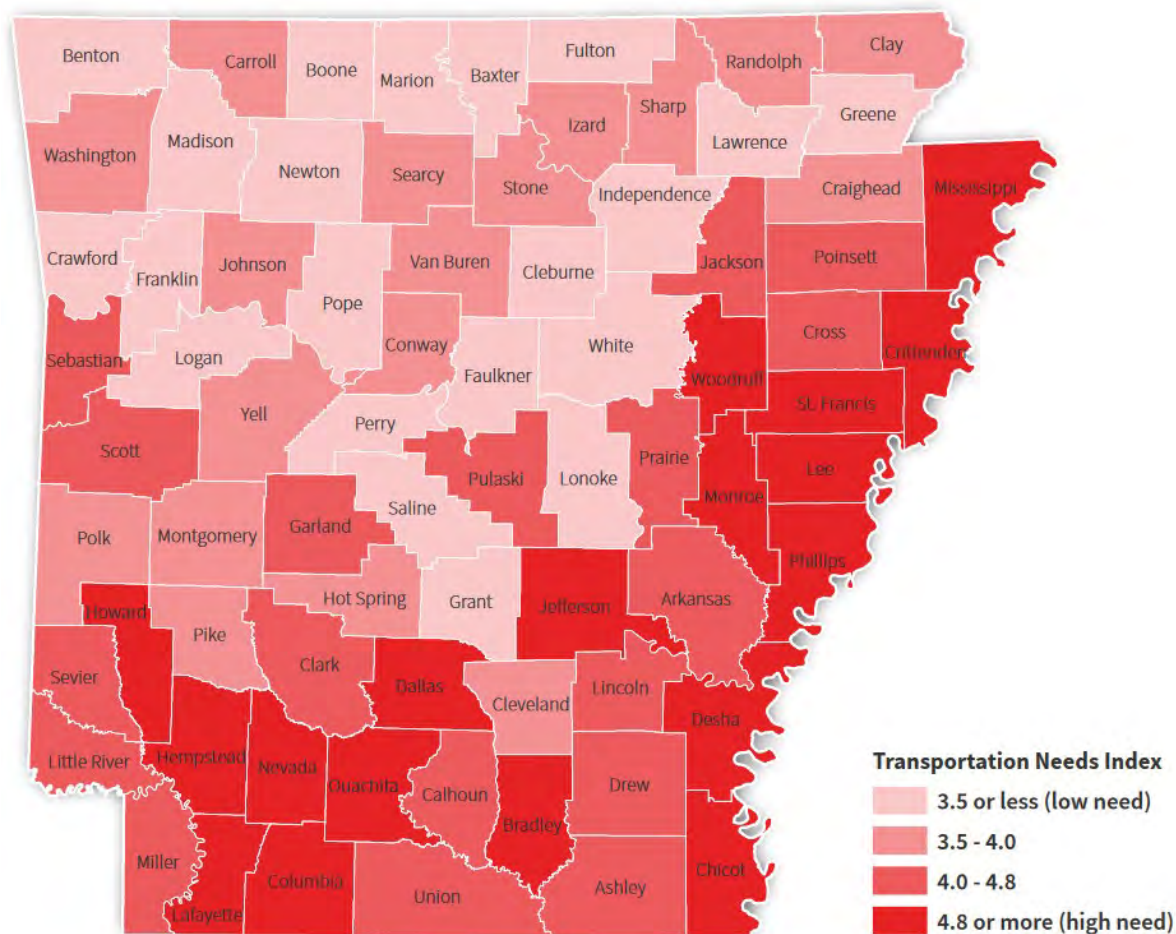 Benton
Carroll
Boone
Marion
Baxter
Fulton
Randolph
Clay
Washington
Madison
Newton
Searcy
Stone
Izard
Sharp
Lawrence
Greene
Crawford
Franklin
Johnson
Pope
Van Buren
Cleburne
Independence
Jackson
Craighead
Mississippi
Poinsett
Sebastian
Logan
Conway
Faulkner
White
Woodruff
Cross
Crittenden
St. Francis
Scott
Yell
Perry
Pulaski
Lonoke
Prairie
Monroe
Lee
Polk
Montgomery
Garland
Saline
Phillips
Howard
Pike
Hot Spring
Grant
Jefferson
Arkansas
Sevier
Clark
Dallas
Cleveland
Lincoln
Desha
Little River
Hempstead
Nevada
Ouachita
Calhoun
Bradley
Drew
Miller
Lafayette
Columbia
Union
Ashley
Chicot
Transportation Needs Index
3.5 or less (low need)
3.5 - 4.0
4.0 - 4.8
4.8 or more (high need)